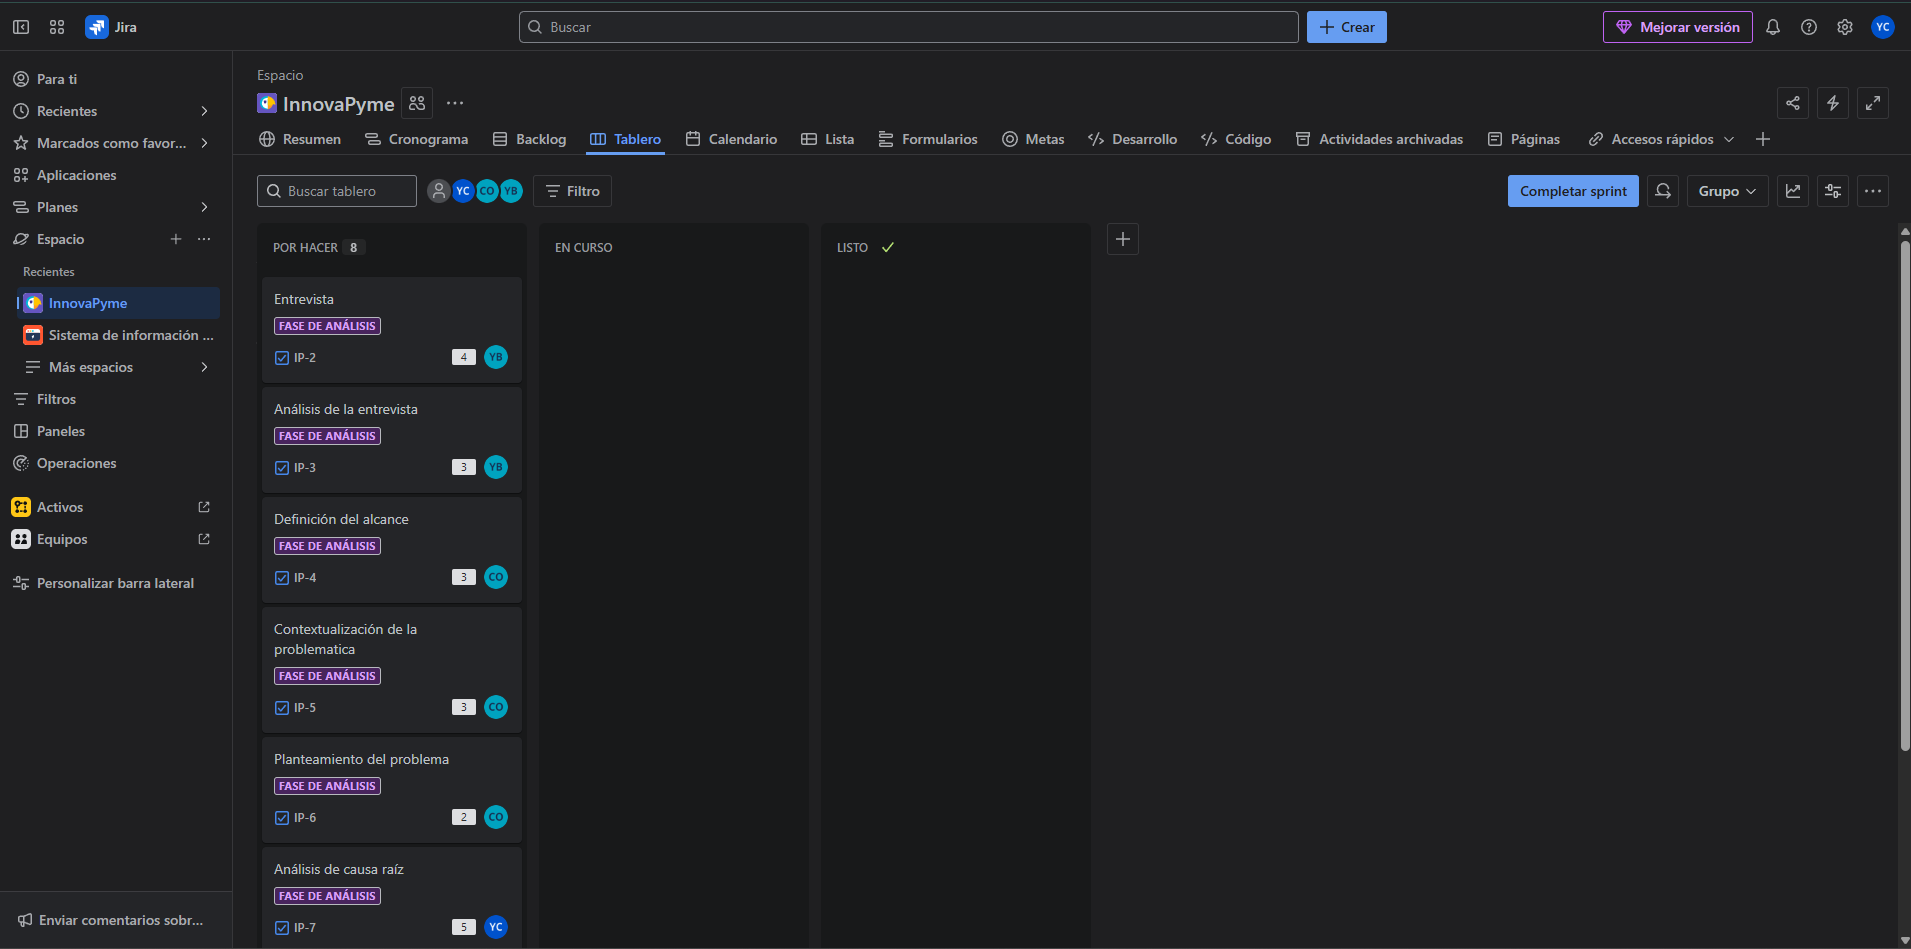 Jira
Buscar
Crear
Mejorar versión
YC
Para ti
Recientes
Marcados como favor...
Aplicaciones
Planes
Espacio
Recientes
InnovaPyme
Sistema de información ...
Más espacios
Filtros
Paneles
Operaciones
Activos
Equipos
Personalizar barra lateral
Enviar comentarios sobr...
Espacio
InnovaPyme
Resumen
Cronograma
Backlog
Tablero
Calendario
Lista
Formularios
Metas
Desarrollo
Código
Actividades archivadas
Páginas
Accesos rápidos
Buscar tablero
YC
CO
YB
Filtro
Completar sprint
Grupo
POR HACER 8
EN CURSO
LISTO
Entrevista
FASE DE ANÁLISIS
IP-2
4
YB
Análisis de la entrevista
FASE DE ANÁLISIS
IP-3
3
YB
Definición del alcance
FASE DE ANÁLISIS
IP-4
3
CO
Contextualización de la
problematica
FASE DE ANÁLISIS
IP-5
3
CO
Planteamiento del problema
FASE DE ANÁLISIS
IP-6
2
CO
Análisis de causa raíz
FASE DE ANÁLISIS
IP-7
5
YC